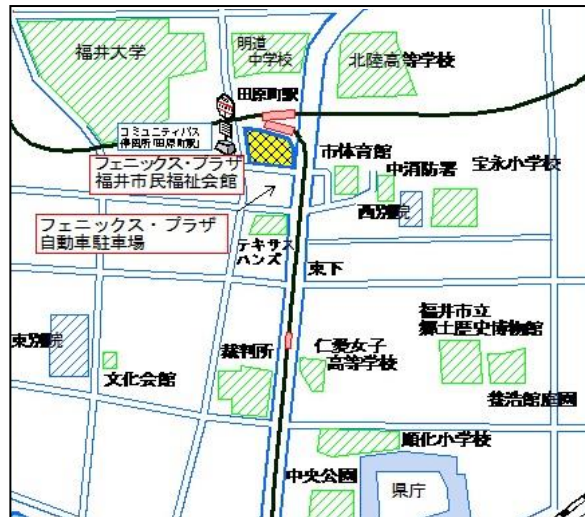 福井大学
明道
中学校
北陸高等学校
田原町駅
コミュニティバス
停留所(田原町駅)
フェニックス・プラザ
福井市民福祉会館
市体育館
中消防署
宝永小学校
西別院
フェニックス・プラザ
自動車駐車場
テキサス
ハンズ
東下
福井市立
郷土歴史博物館
東別院
文化会館
裁判所
仁愛女子
高等学校
養浩館庭園
順化小学校
中央公園
県庁